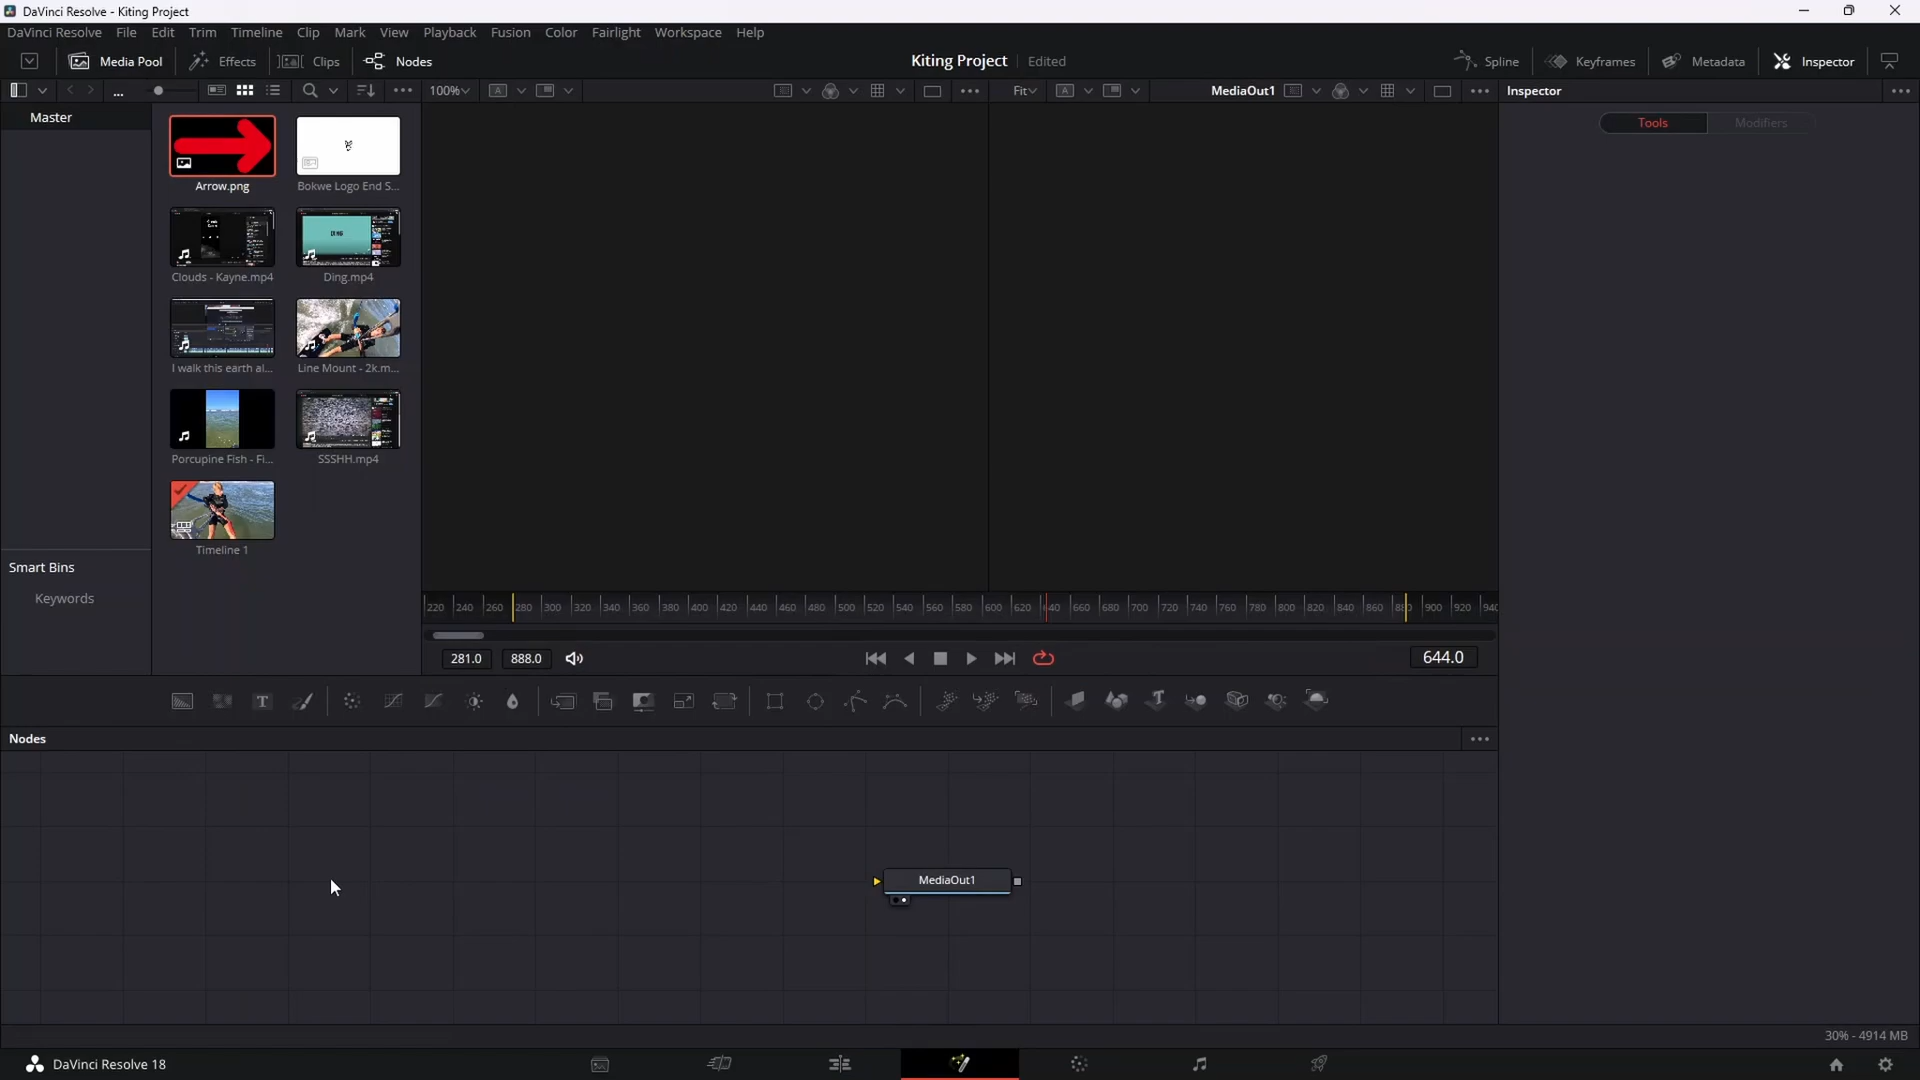 DaVinci Resolve - Kiting Project
DaVinci Resolve File Edit Trim Timeline Clip Mark View Playback Fusion Color Fairlight Workspace Help
Media Pool Effects Clips Nodes Kiting Project Edited Spline Keyframes Metadata Inspector
... 100% Fit MediaOut1 Inspector
Master
Tools Modifiers
Arrow.png Bokwe Logo End S...
DING
Clouds - Kayne.mp4 Ding.mp4
I walk this earth al... Line Mount - 2k.m...
Porcupine Fish - Fi... SSSHH.mp4
Timeline 1
Smart Bins
Keywords
220 240 260 280 300 320 340 360 380 400 420 440 460 480 500 520 540 560 580 600 620 640 660 680 700 720 740 760 780 800 820 840 860 880 900 920 940
281.0 888.0 644.0
Nodes
MediaOut1
30% - 4914 MB
DaVinci Resolve 18